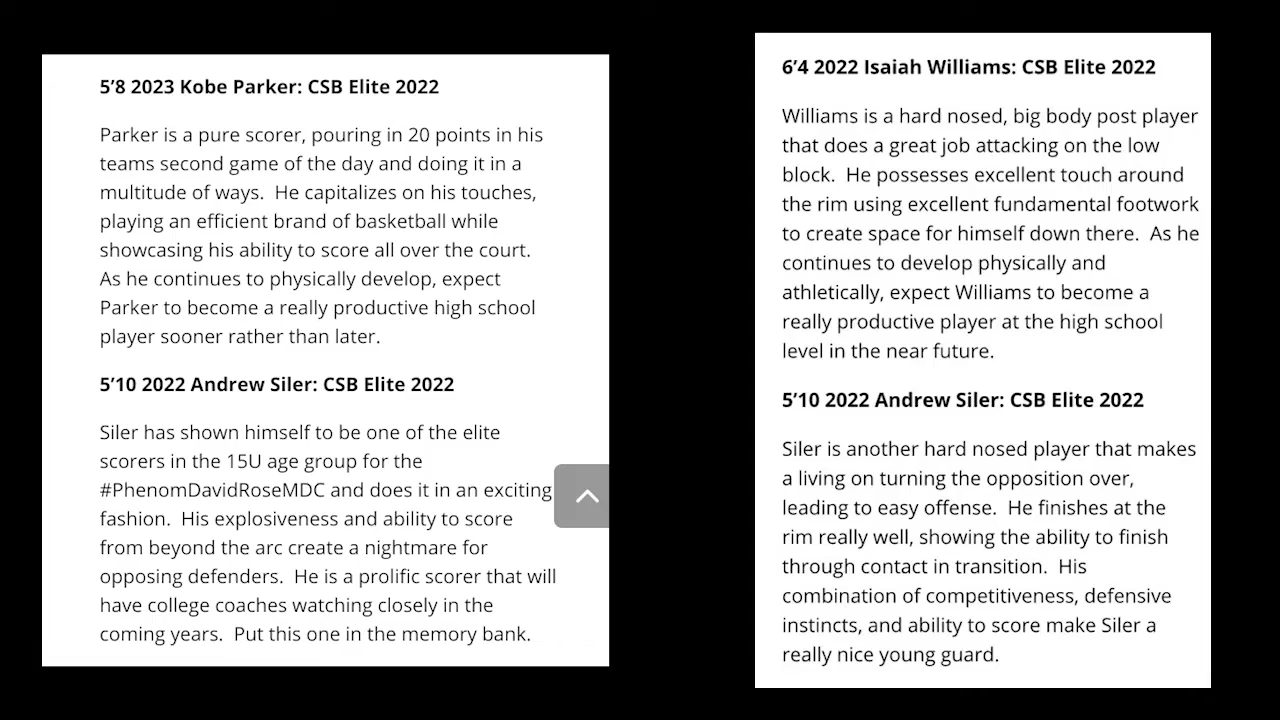 5’8 2023 Kobe Parker: CSB Elite 2022
Parker is a pure scorer, pouring in 20 points in his
teams second game of the day and doing it in a
multitude of ways.  He capitalizes on his touches,
playing an efficient brand of basketball while
showcasing his ability to score all over the court.
As he continues to physically develop, expect
Parker to become a really productive high school
player sooner rather than later.
5’10 2022 Andrew Siler: CSB Elite 2022
Siler has shown himself to be one of the elite
scorers in the 15U age group for the
#PhenomDavidRoseMDC and does it in an exciting
fashion.  His explosiveness and ability to score
from beyond the arc create a nightmare for
opposing defenders.  He is a prolific scorer that will
have college coaches watching closely in the
coming years.  Put this one in the memory bank.
6’4 2022 Isaiah Williams: CSB Elite 2022
Williams is a hard nosed, big body post player
that does a great job attacking on the low
block.  He possesses excellent touch around
the rim using excellent fundamental footwork
to create space for himself down there.  As he
continues to develop physically and
athletically, expect Williams to become a
really productive player at the high school
level in the near future.
5’10 2022 Andrew Siler: CSB Elite 2022
Siler is another hard nosed player that makes
a living on turning the opposition over,
leading to easy offense.  He finishes at the
rim really well, showing the ability to finish
through contact in transition.  His
combination of competitiveness, defensive
instincts, and ability to score make Siler a
really nice young guard.